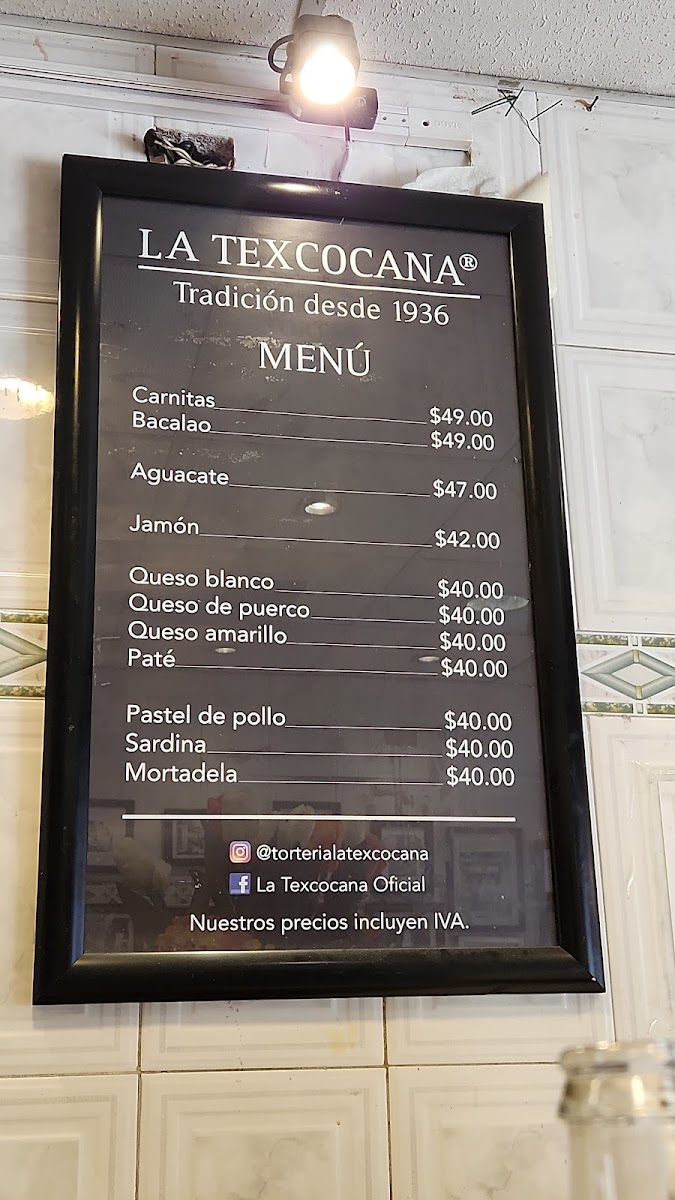 LA TEXCOCANA®
Tradición desde 1936
MENÚ
Carnitas $49.00
Bacalao $49.00
Aguacate $47.00
Jamón $42.00
Queso blanco $40.00
Queso de puerco $40.00
Queso amarillo $40.00
Paté $40.00
Pastel de pollo $40.00
Sardina $40.00
Mortadela $40.00
@torterialatexcocana
La Texcocana Oficial
Nuestros precios incluyen IVA.